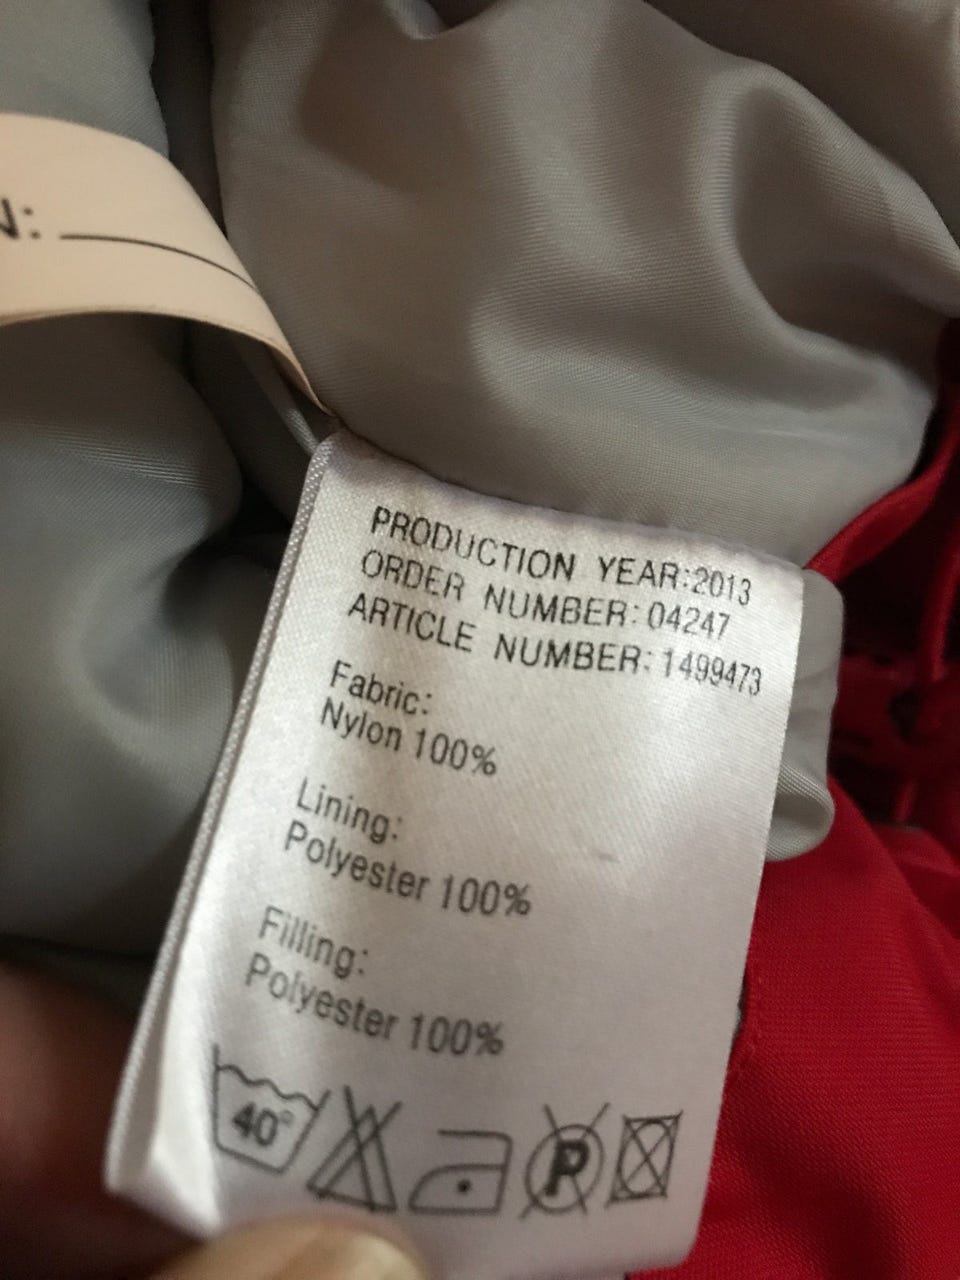 N:
PRODUCTION YEAR:2013
ORDER NUMBER:04247
ARTICLE NUMBER:1499473
Fabric:
Nylon 100%
Lining:
Polyester 100%
Filling:
Polyester 100%
40° P